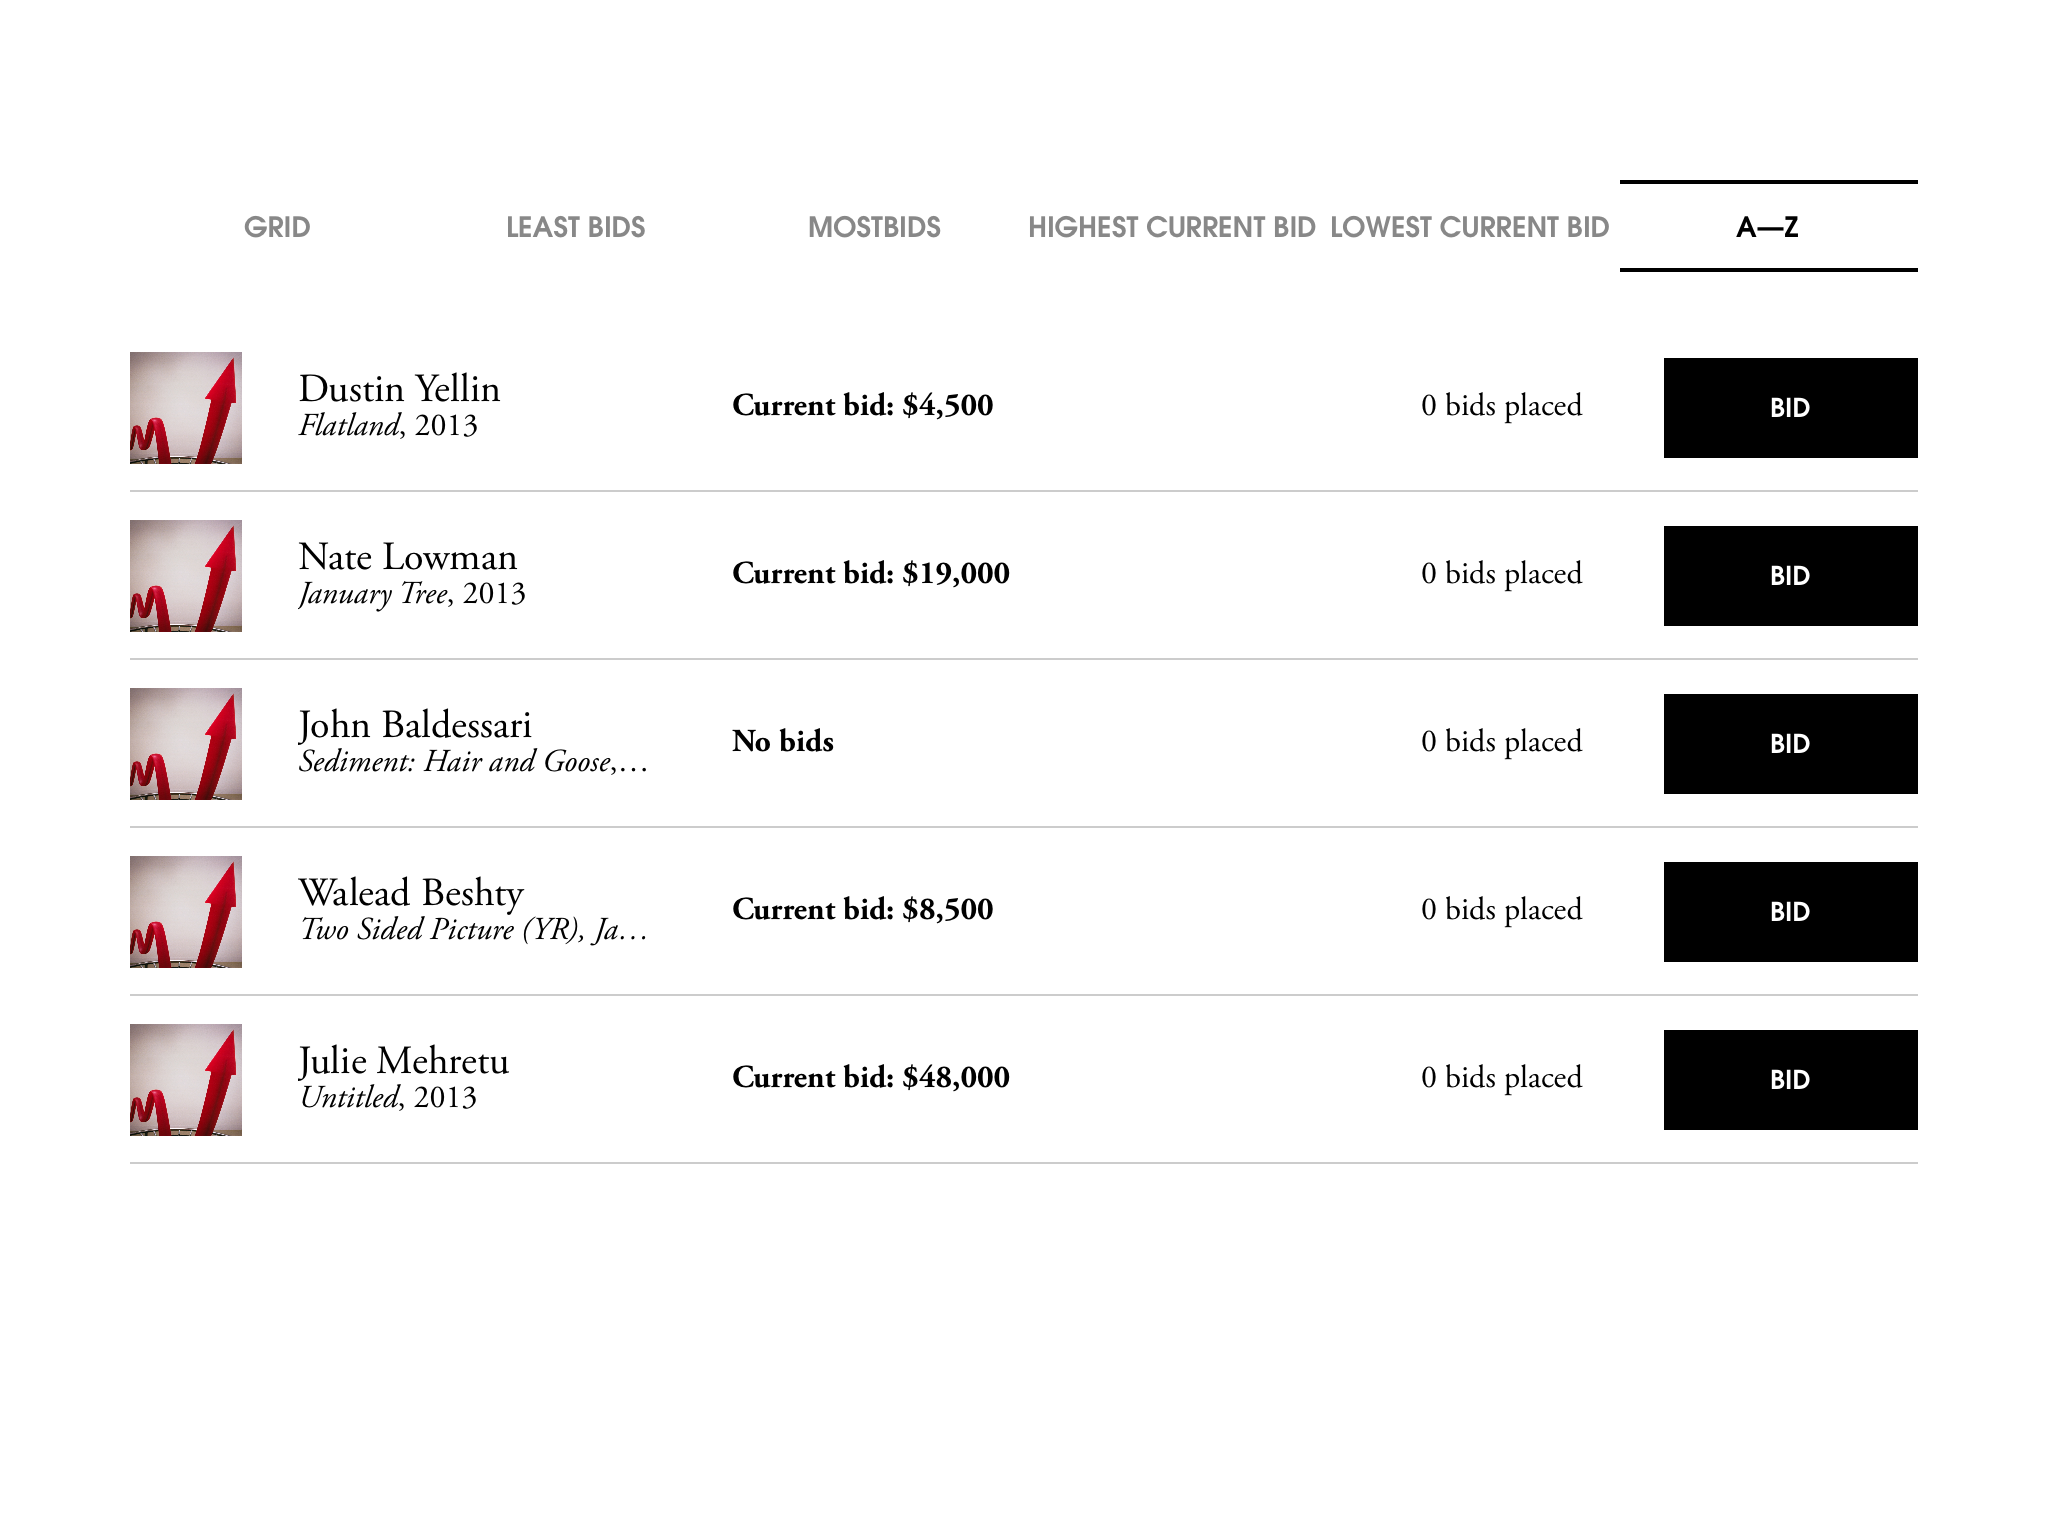 GRID LEAST BIDS MOSTBIDS HIGHEST CURRENT BID LOWEST CURRENT BID A—Z
Dustin Yellin
Flatland, 2013
Current bid: $4,500
0 bids placed
BID
Nate Lowman
January Tree, 2013
Current bid: $19,000
0 bids placed
BID
John Baldessari
Sediment: Hair and Goose,…
No bids
0 bids placed
BID
Walead Beshty
Two Sided Picture (YR), Ja…
Current bid: $8,500
0 bids placed
BID
Julie Mehretu
Untitled, 2013
Current bid: $48,000
0 bids placed
BID